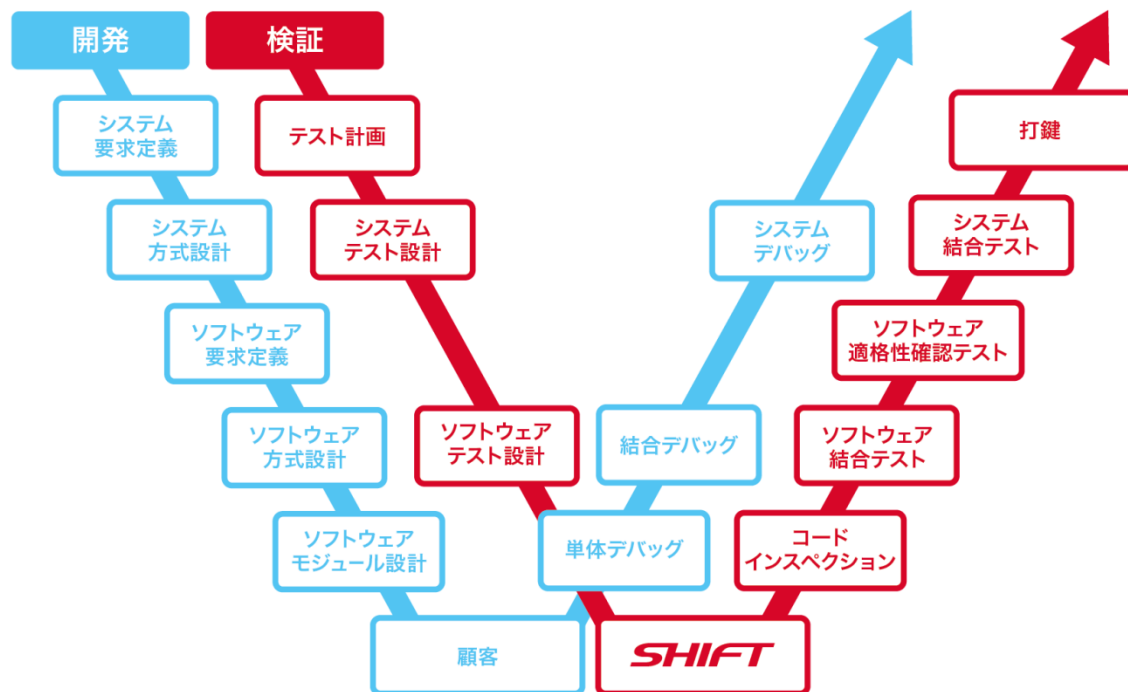 開発
検証
システム
要求定義
テスト計画
打鍵
システム
方式設計
システム
テスト設計
システム
デバッグ
システム
結合テスト
ソフトウェア
要求定義
ソフトウェア
適格性確認テスト
ソフトウェア
方式設計
ソフトウェア
テスト設計
結合デバッグ
ソフトウェア
結合テスト
ソフトウェア
モジュール設計
単体デバッグ
コード
インスペクション
顧客
SHIFT